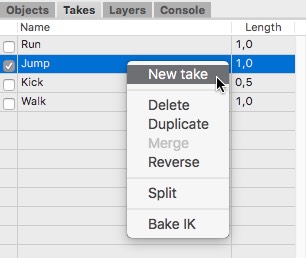 Objects Takes Layers Console
Name Length
Run 1,0
Jump 1,0
Kick 0,5
Walk 1,0
New take
Delete
Duplicate
Merge
Reverse
Split
Bake IK